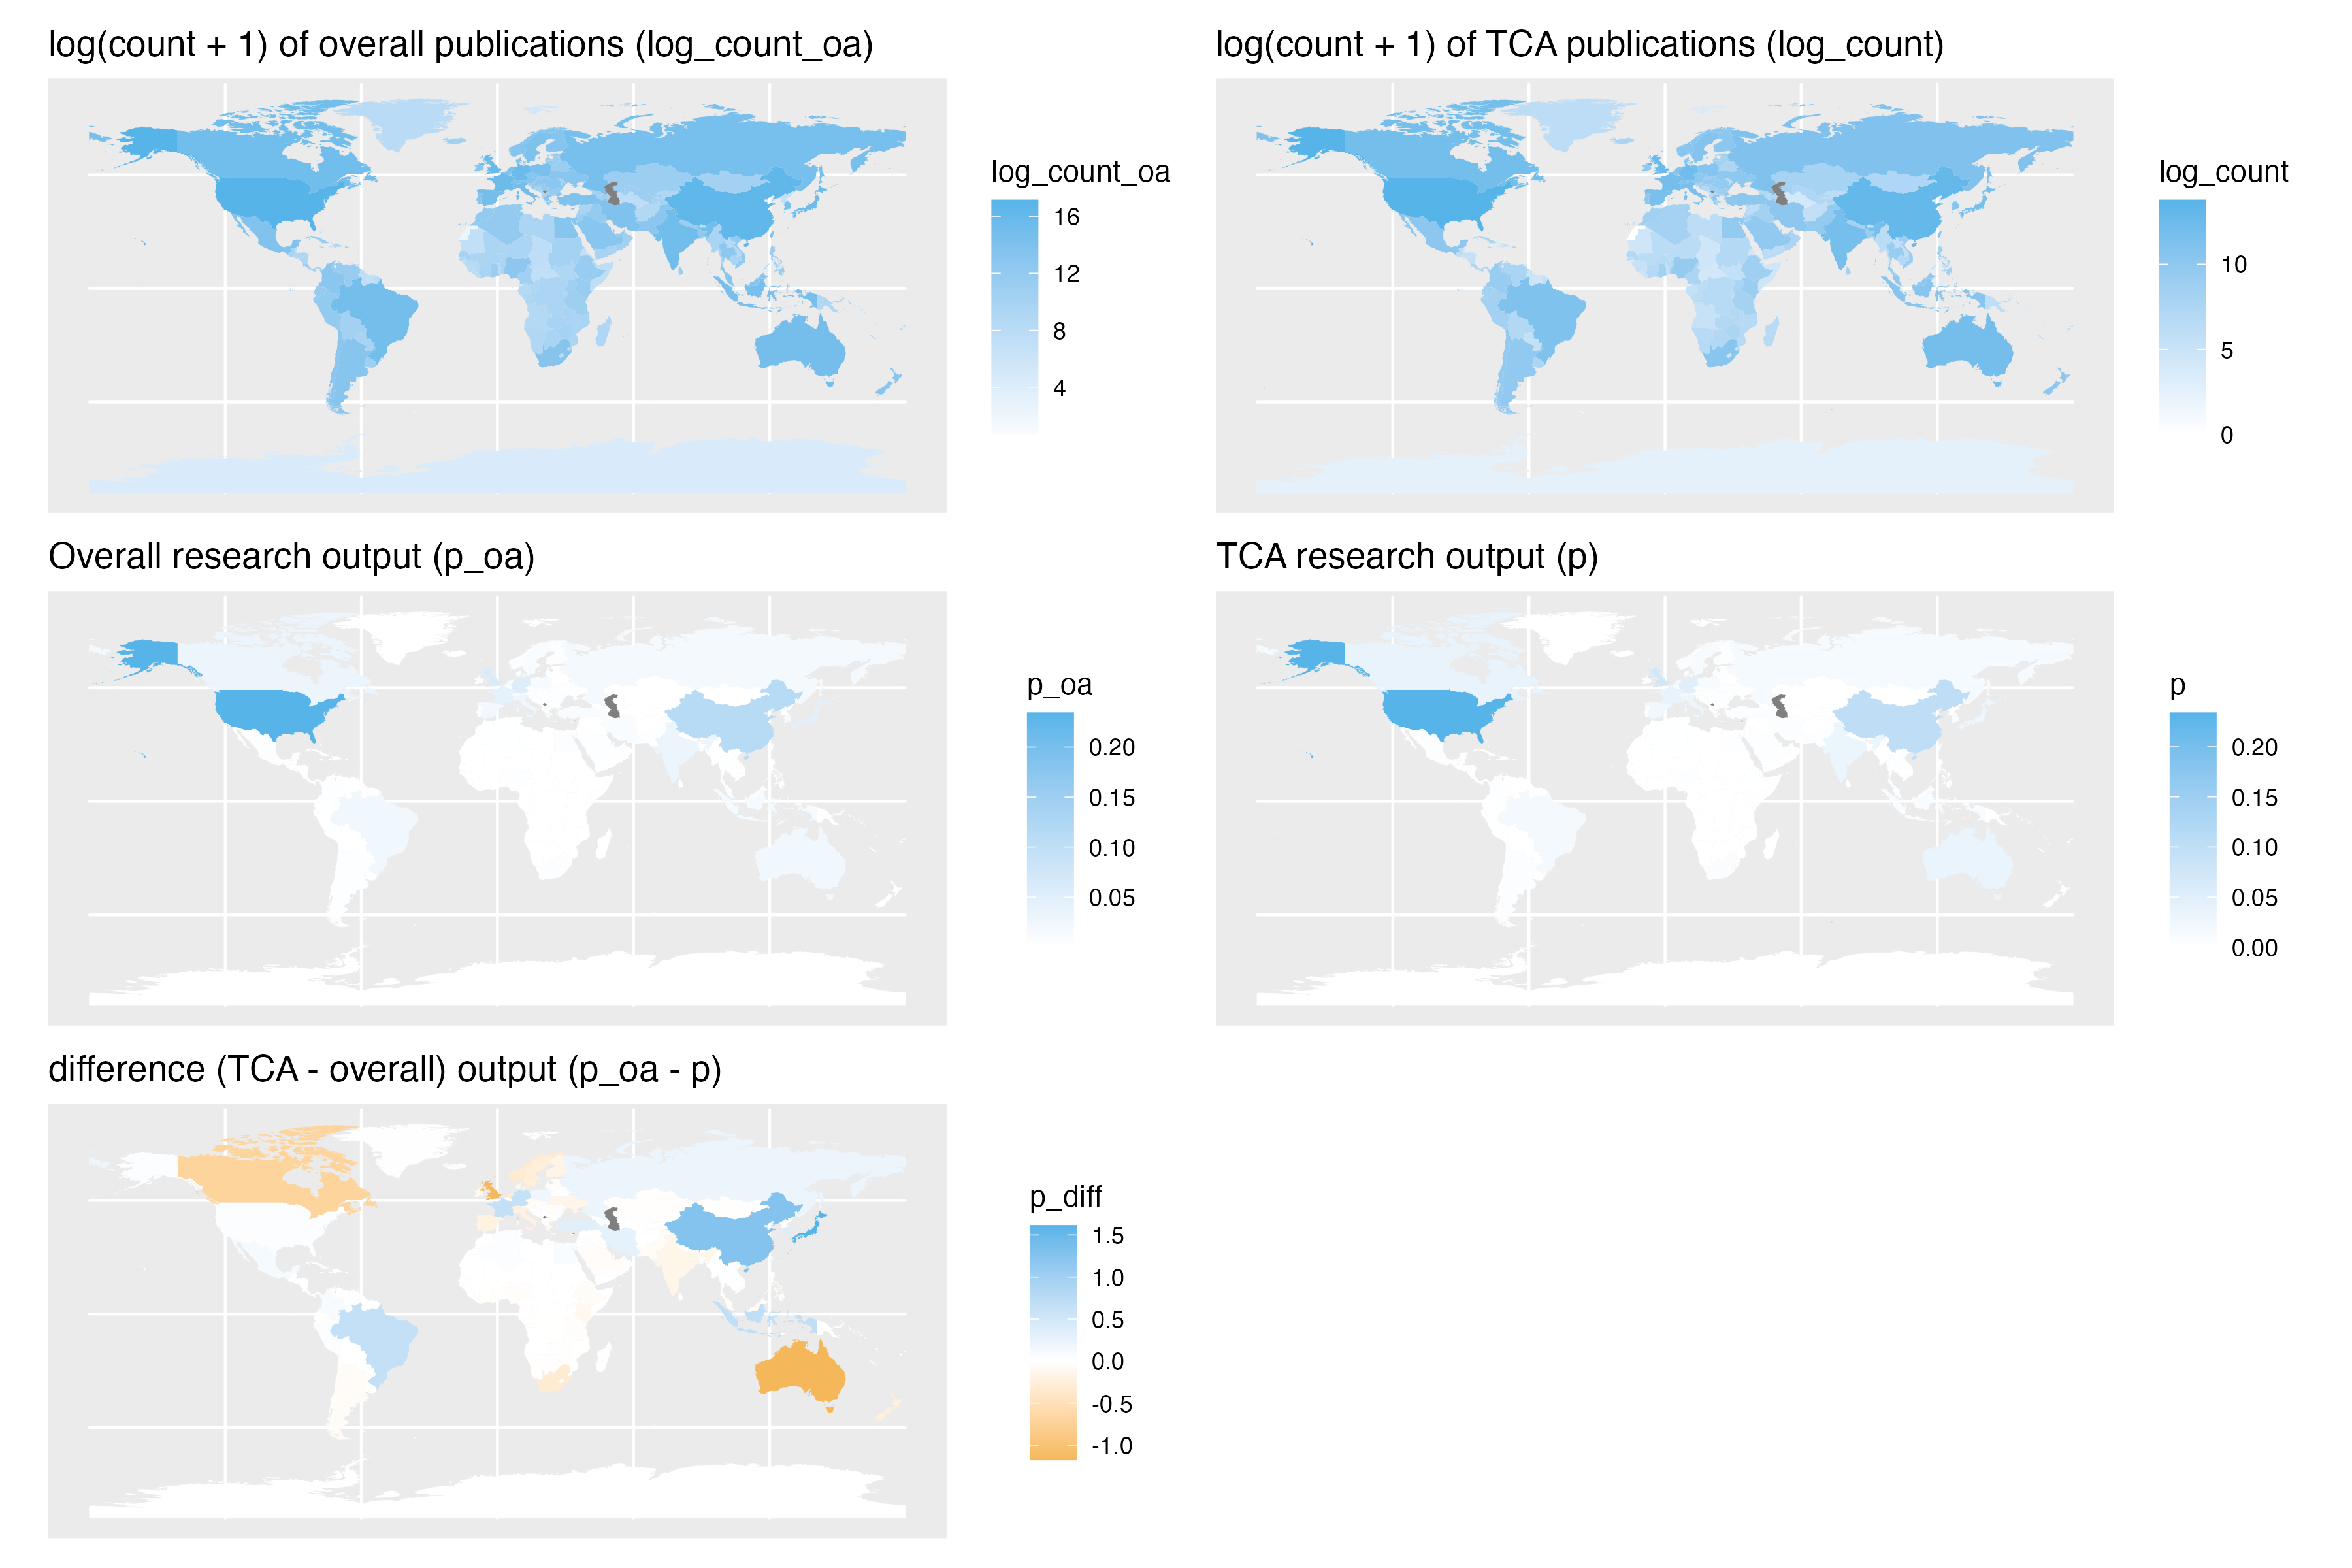 log(count + 1) of overall publications (log_count_oa)
log_count_oa
16
12
8
4
log(count + 1) of TCA publications (log_count)
log_count
10
5
0
Overall research output (p_oa)
p_oa
0.20
0.15
0.10
0.05
TCA research output (p)
p
0.20
0.15
0.10
0.05
0.00
difference (TCA - overall) output (p_oa - p)
p_diff
1.5
1.0
0.5
0.0
-0.5
-1.0